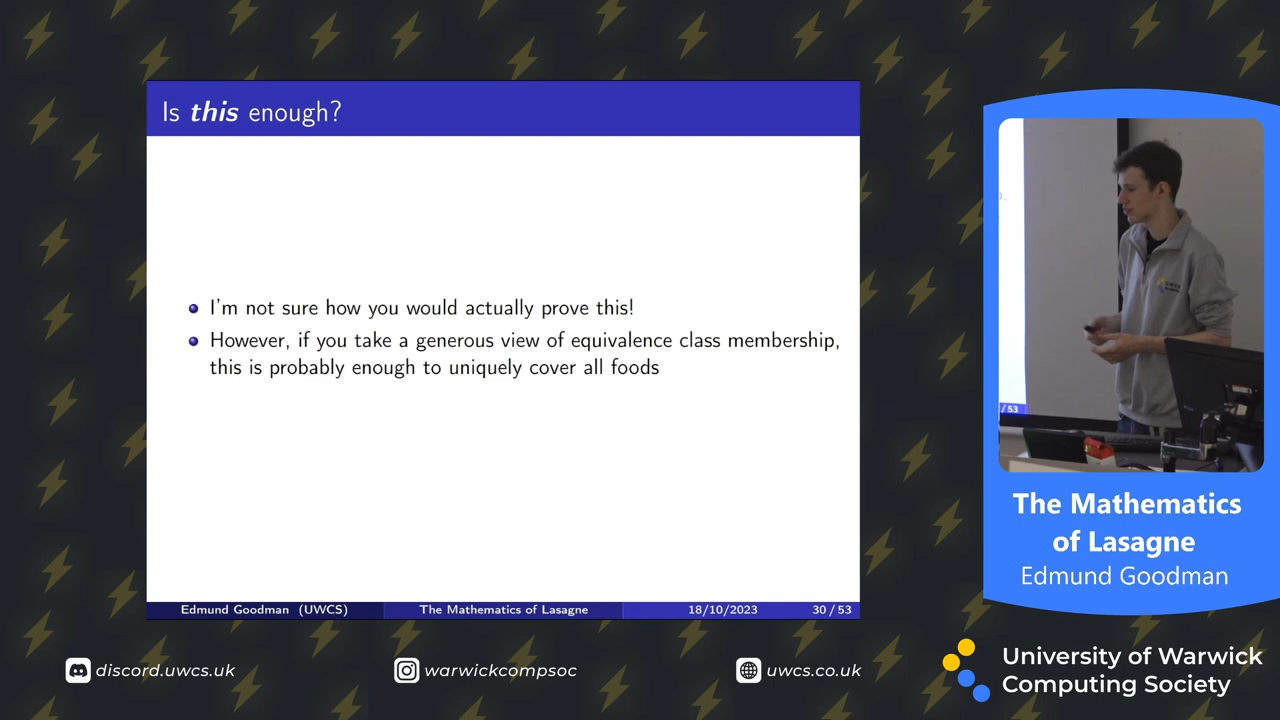 Is this enough?
I'm not sure how you would actually prove this!
However, if you take a generous view of equivalence class membership,
this is probably enough to uniquely cover all foods
Edmund Goodman (UWCS)
The Mathematics of Lasagne
18/10/2023
30 / 53
/ 53
The Mathematics
of Lasagne
Edmund Goodman
discord.uwcs.uk
warwickcompsoc
uwcs.co.uk
University of Warwick
Computing Society